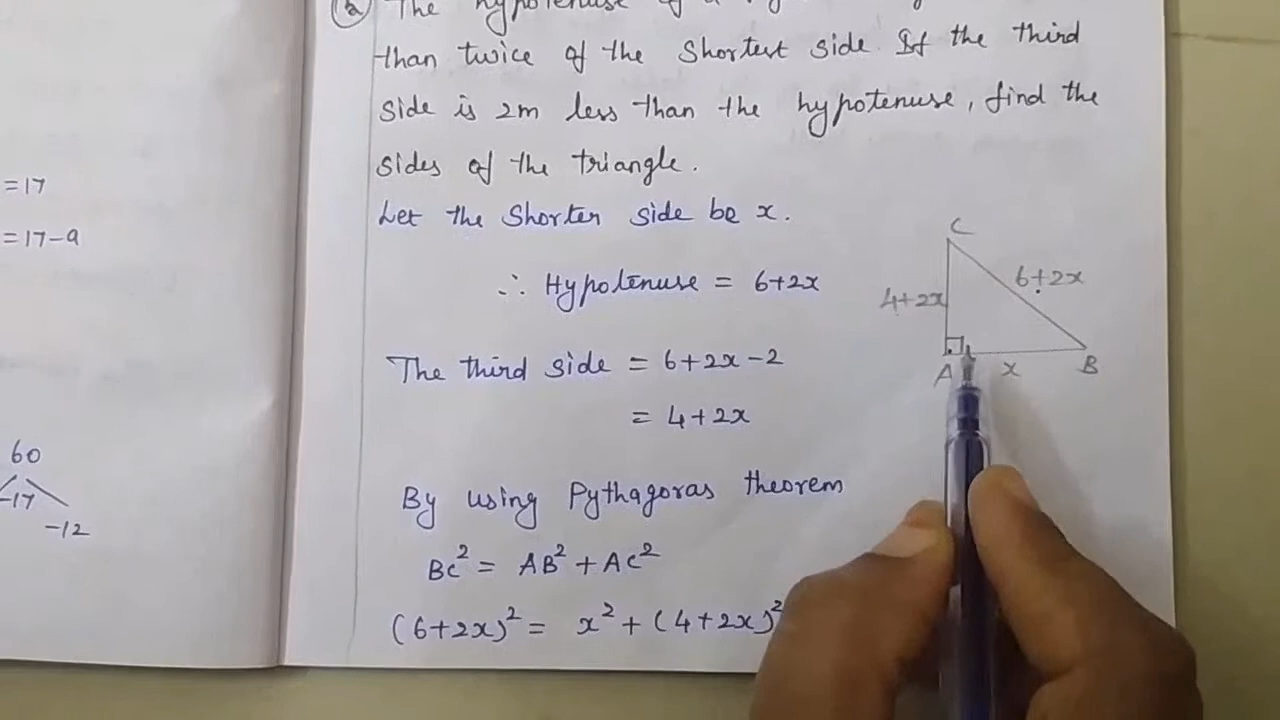 = 17
= 17-a
60
-17
-12
The hypotenuse of a
than twice of the shortest side. If the third
side is 2m less than the hypotenuse, find the
sides of the triangle.
Let the shorter side be x.
∴ Hypotenuse = 6+2x
The third side = 6+2x-2
= 4+2x
By using Pythagoras theorem
BC² = AB² + AC²
(6+2x)² = x² + (4+2x)²
C
6+2x
4+2x
A
x
B